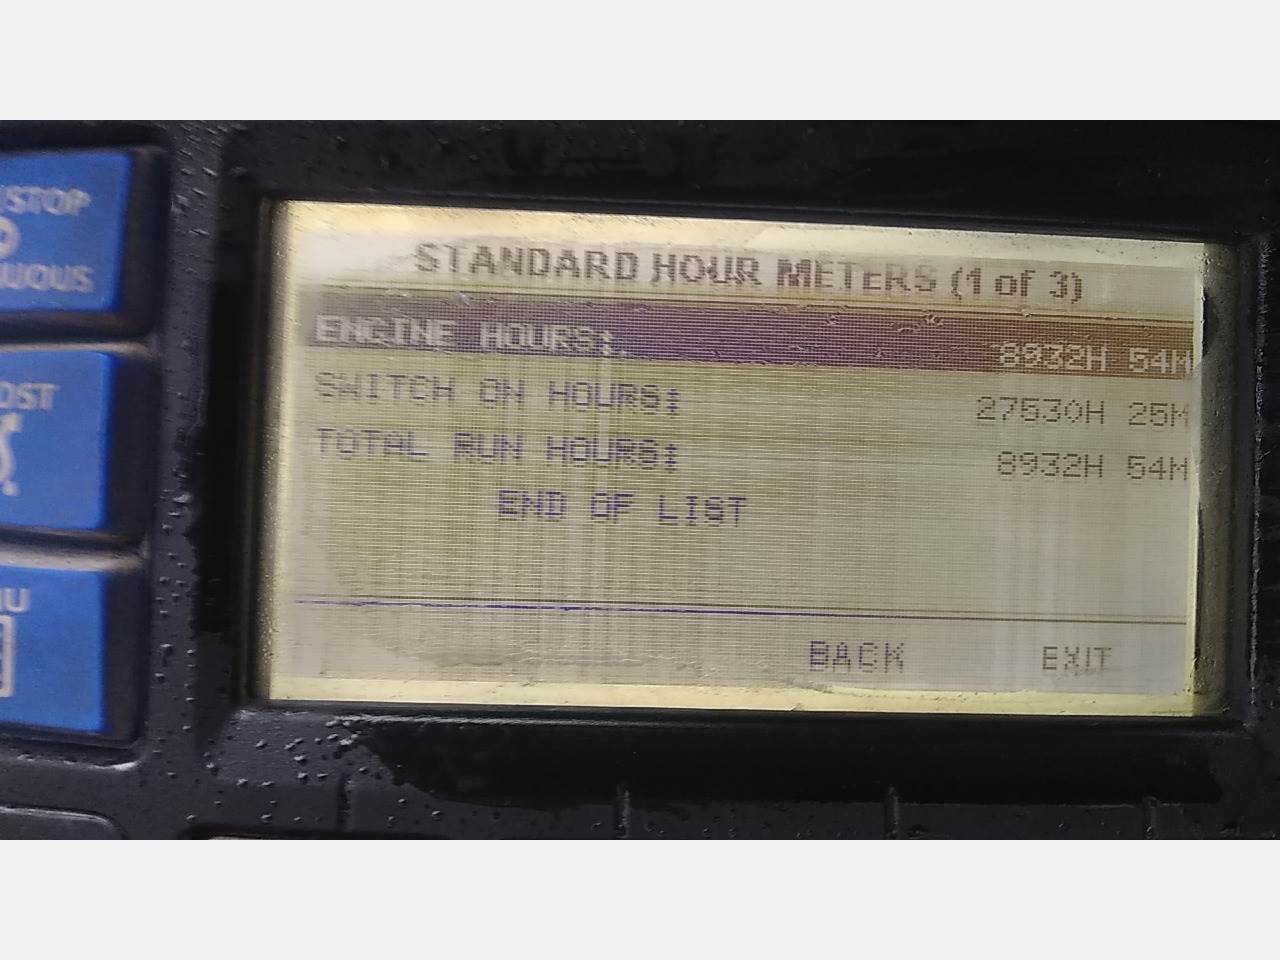 STOP
STANDARD HOUR METERS (1 of 3)
ENGINE HOURS: 8932H 54M
SWITCH ON HOURS: 27530H 25M
TOTAL RUN HOURS: 8932H 54M
END OF LIST
BACK EXIT